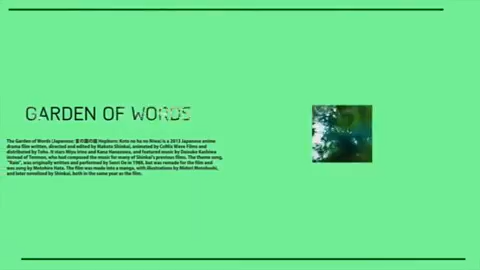 GARDEN OF WORDS
The Garden of Words (Japanese: 言の葉の庭 Hepburn: Koto no ha no Niwa) is a 2013 Japanese anime
drama film written, directed and edited by Makoto Shinkai, animated by CoMix Wave Films and
distributed by Toho. It stars Miyu Irino and Kana Hanazawa, and featured music by Daisuke Kashiwa
instead of Tenmon, who had composed the music for many of Shinkai's previous films. The theme song,
"Rain", was originally written and performed by Senri Oe in 1988, but was remade for the film and
was sung by Motohiro Hata. The film was made into a manga, with illustrations by Midori Motohashi,
and later novelized by Shinkai, both in the same year as the film.